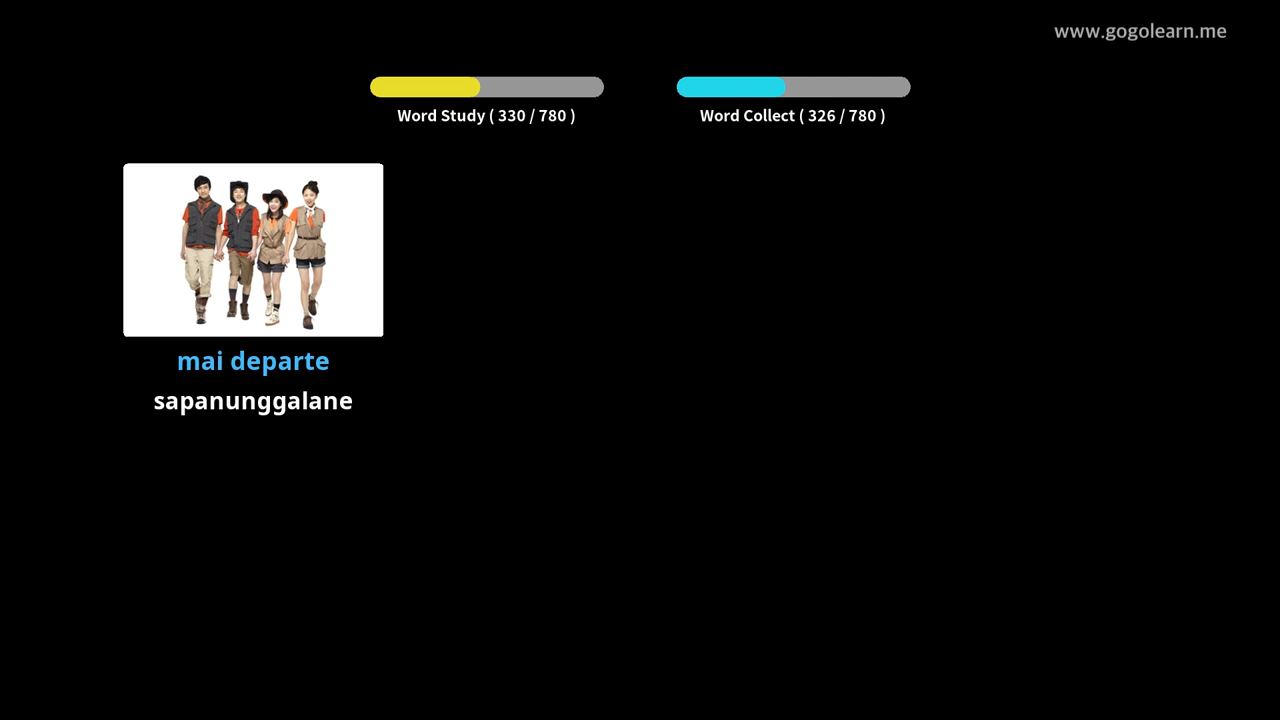 www.gogolearn.me
Word Study ( 330 / 780 )
Word Collect ( 326 / 780 )
mai departe
sapanunggalane